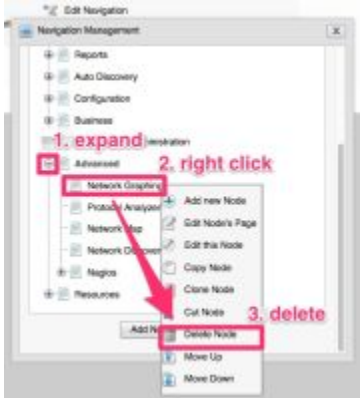 Edit Navigation
Navigation Management
x
Reports
Auto Discovery
Configuration
Business
1. expand
Advanced
2. right click
Network Graphing
Add new Node
Protocol Analyzer
Edit Node's Page
Network Map
Edit this Node
Network Discovery
Copy Node
Nagios
Clone Node
Resources
Cut Node
3. delete
Delete Node
Move Up
Move Down